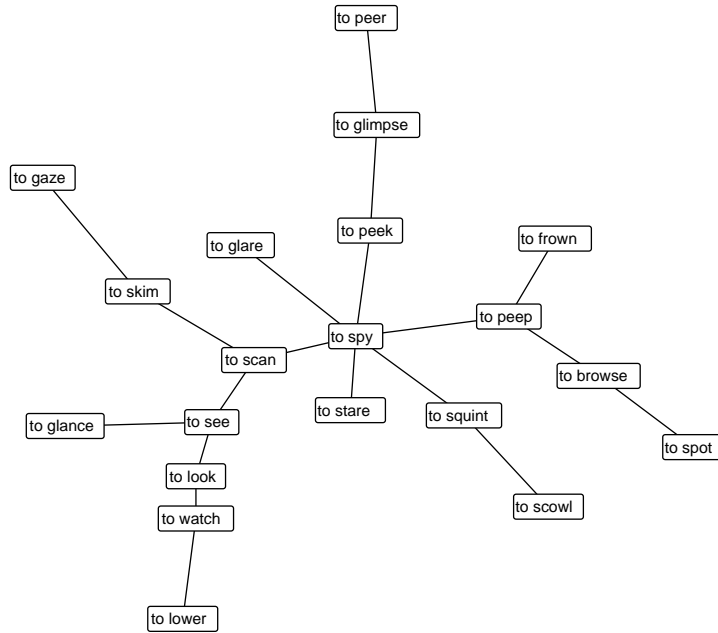 to peer
to glimpse
to gaze
to peek
to frown
to glare
to skim
to peep
to spy
to scan
to browse
to stare
to squint
to see
to glance
to spot
to look
to scowl
to watch
to lower